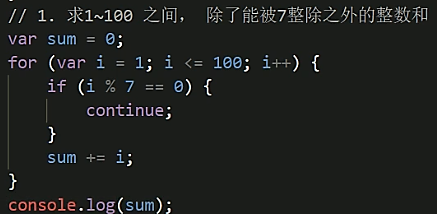 // 1. 求1~100 之间， 除了能被7整除之外的整数和
var sum = 0;
for (var i = 1; i <= 100; i++) {
    if (i % 7 == 0) {
        continue;
    }
    sum += i;
}
console.log(sum);